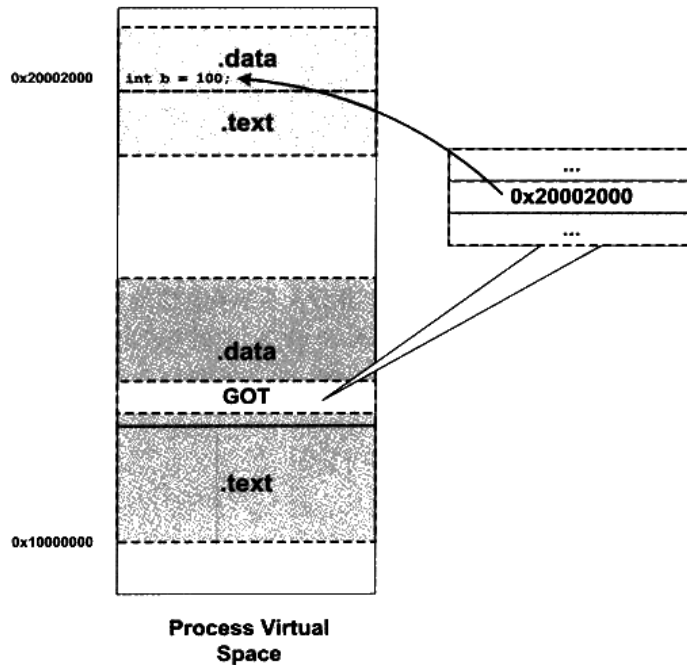 .data
0x20002000
int b = 100;
.text
...
0x20002000
...
.data
GOT
.text
0x10000000
Process Virtual
Space